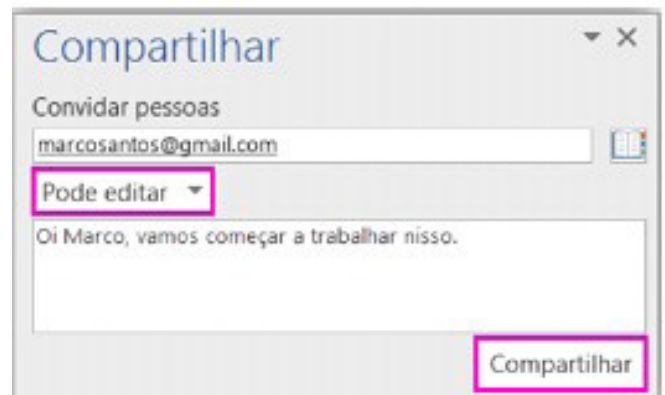 Compartilhar
Convidar pessoas
marcosantos@gmail.com
Pode editar
Oi Marco, vamos começar a trabalhar nisso.
Compartilhar